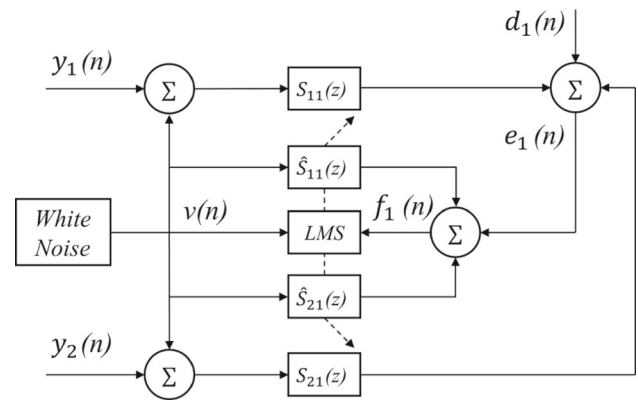 d₁(n)
y₁(n)
Σ
S₁₁(z)
Σ
e₁(n)
Ŝ₁₁(z)
White
Noise
v(n)
LMS
f₁ (n)
Σ
Ŝ₂₁(z)
y₂(n)
Σ
S₂₁(z)